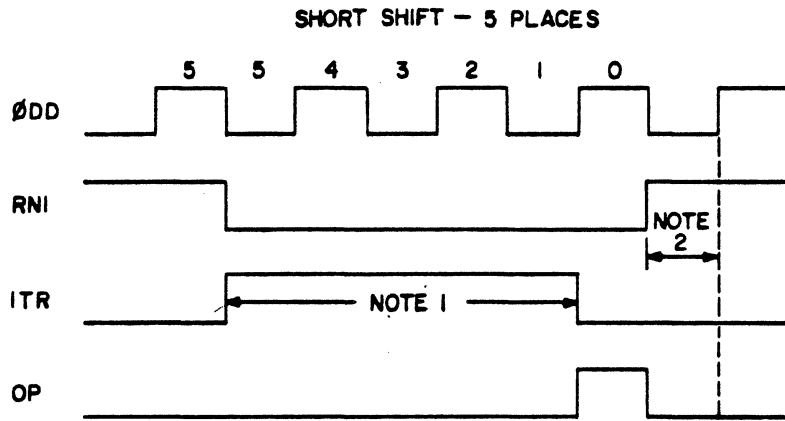 SHORT SHIFT – 5 PLACES
5 5 4 3 2 1 0
ØDD
RNI
NOTE
2
ITR
NOTE 1
OP